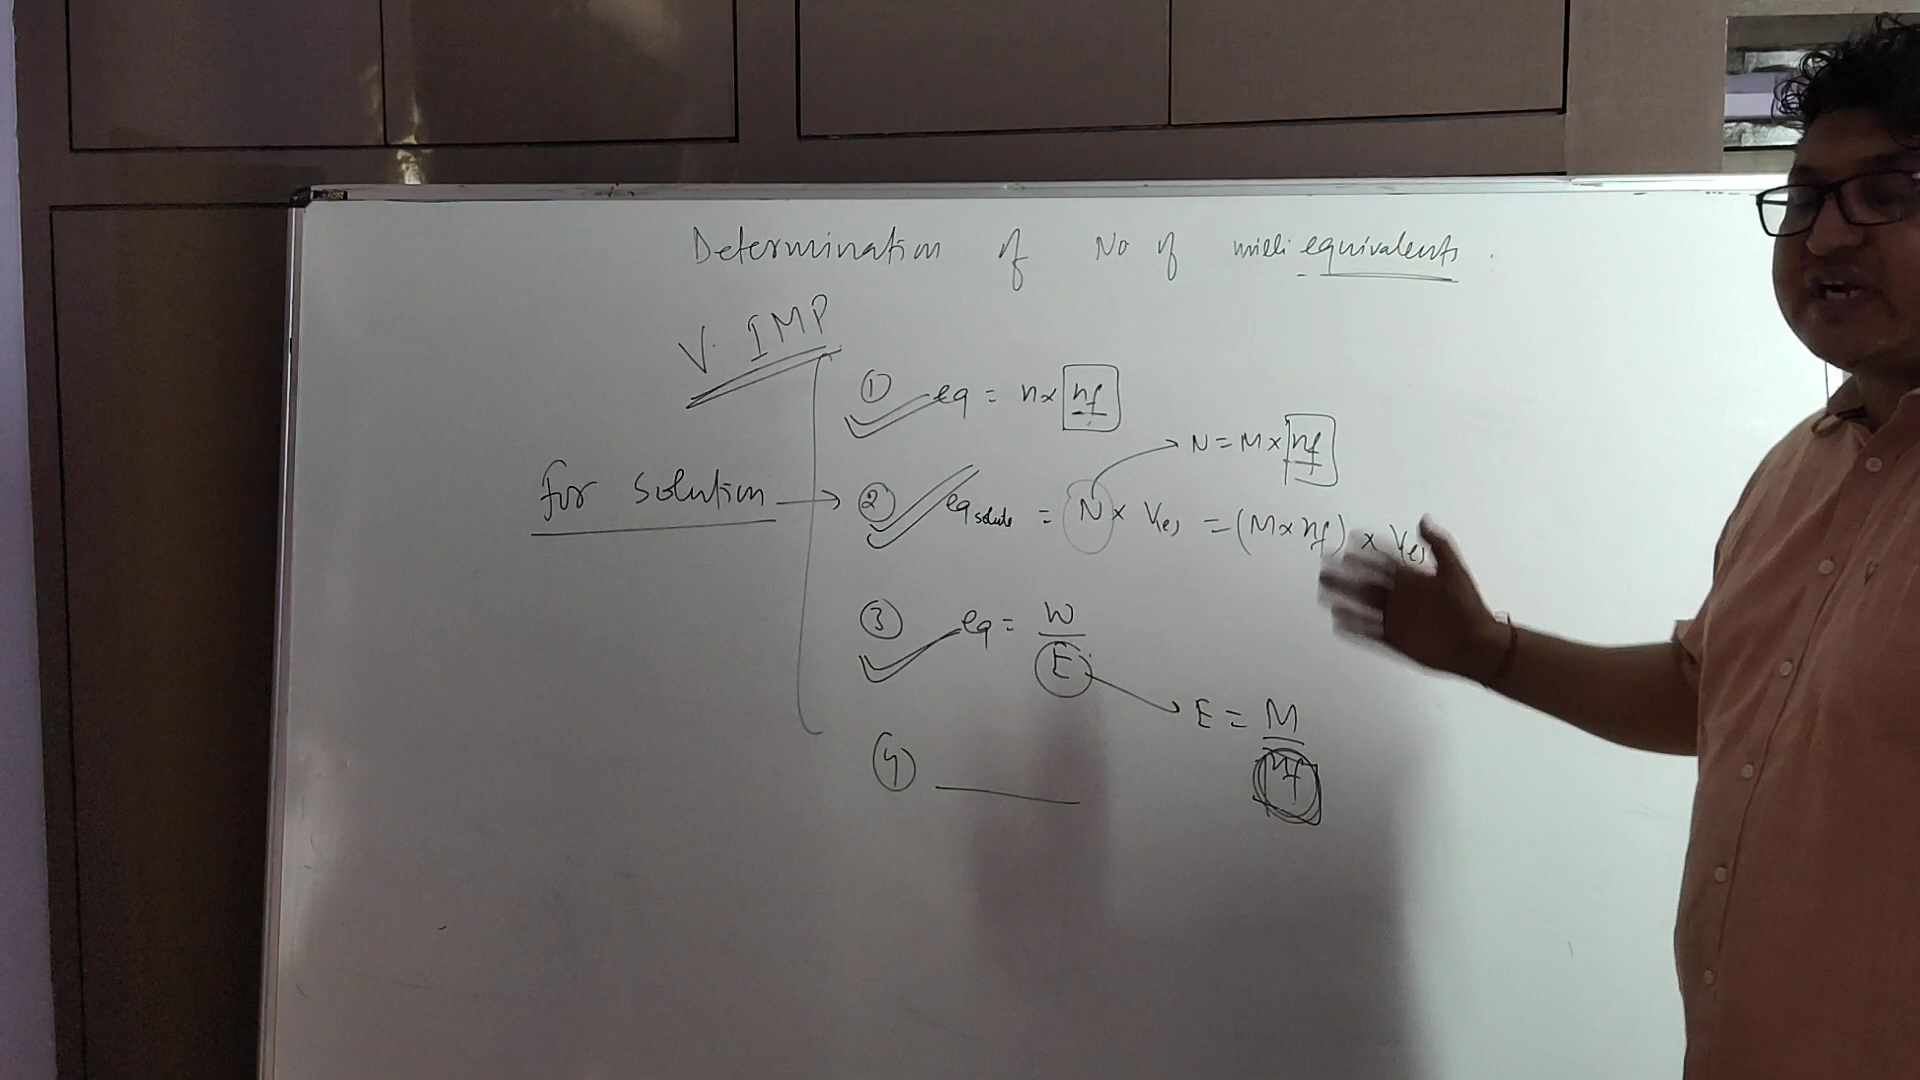 Determination of No of milli equivalents.
V. IMP
① eq = n x nf
N = M x nf
for solution → ② eq solute = N x V(l) = (M x nf) x V(l)
③ eq = W/E
E = M/nf
④